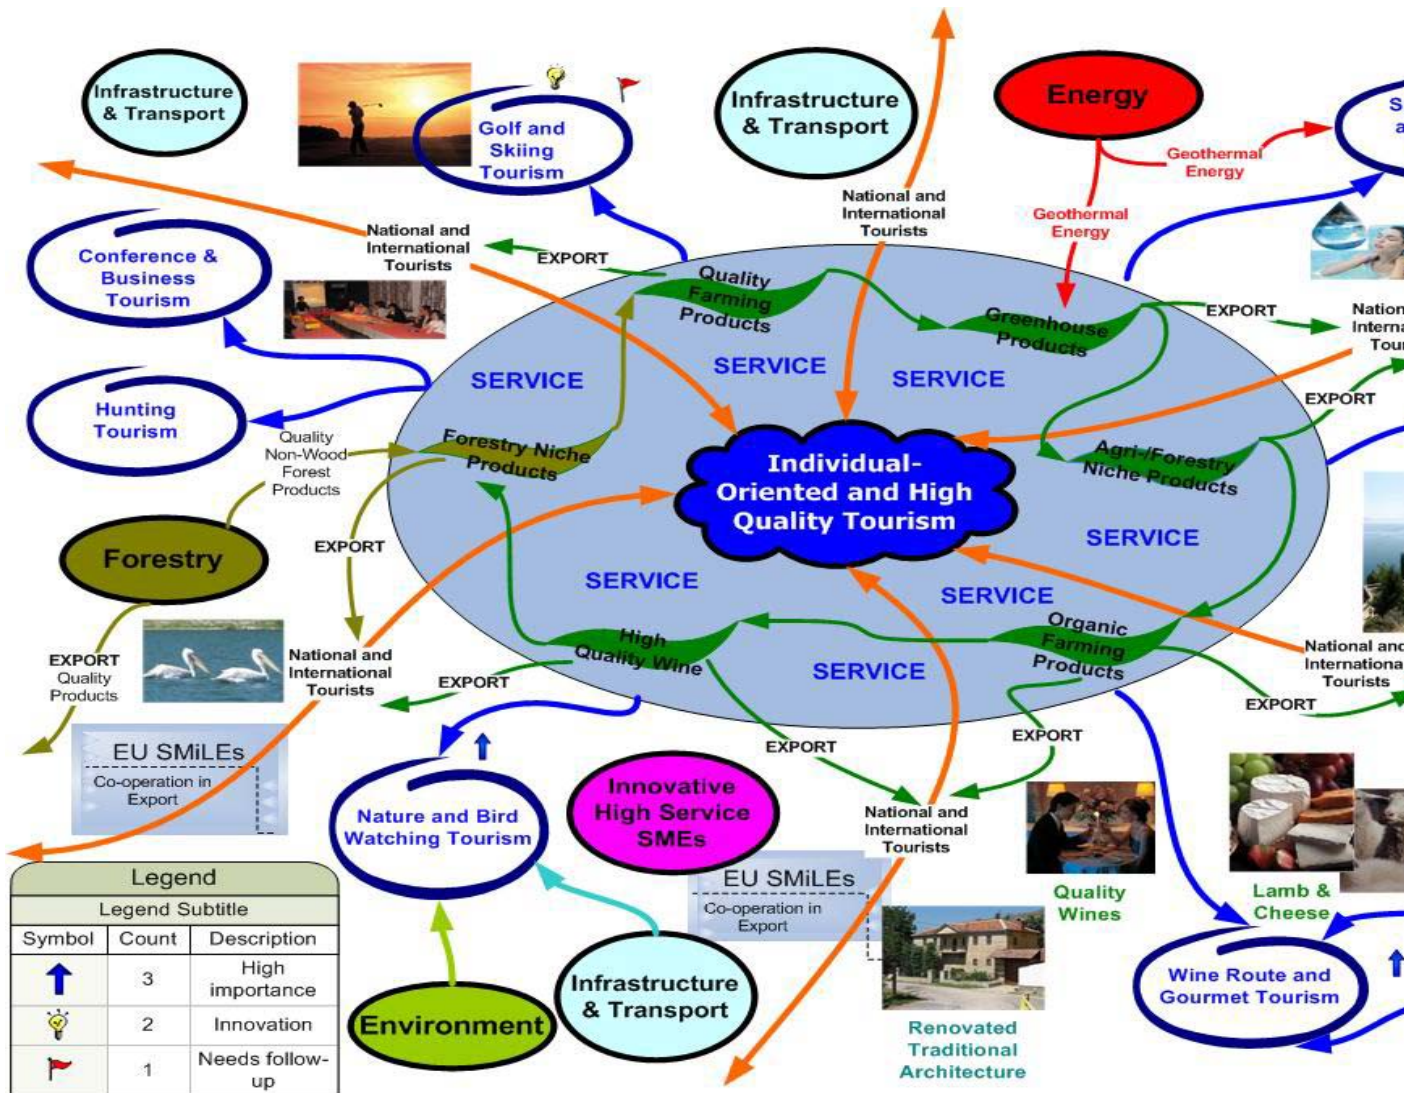 Infrastructure
& Transport
Golf and
Skiing
Tourism
Infrastructure
& Transport
Energy
S
a
Geothermal
Energy
Geothermal
Energy
National and
International
Tourists
National and
International
Tourists
Conference &
Business
Tourism
EXPORT
Quality
Farming
Products
Greenhouse
Products
EXPORT
SERVICE
SERVICE
SERVICE
SERVICE
EXPORT
Hunting
Tourism
Quality
Non-Wood
Forest
Products
Forestry Niche
Products
Individual-
Oriented and High
Quality Tourism
Agri-/Forestry
Niche Products
Forestry
EXPORT
SERVICE
SERVICE
SERVICE
SERVICE
EXPORT
Quality
Products
National and
International
Tourists
High
Quality Wine
Organic
Farming
Products
National and
International
Tourists
EXPORT
EXPORT
EXPORT
EXPORT
EU SMiLEs
Co-operation in
Export
Nature and Bird
Watching Tourism
Innovative
High Service
SMEs
National and
International
Tourists
EU SMiLEs
Co-operation in
Export
Quality
Wines
Lamb &
Cheese
Legend
Legend Subtitle
Symbol Count Description
3 High
importance
2 Innovation
1 Needs follow-
up
Environment
Infrastructure
& Transport
Renovated
Traditional
Architecture
Wine Route and
Gourmet Tourism